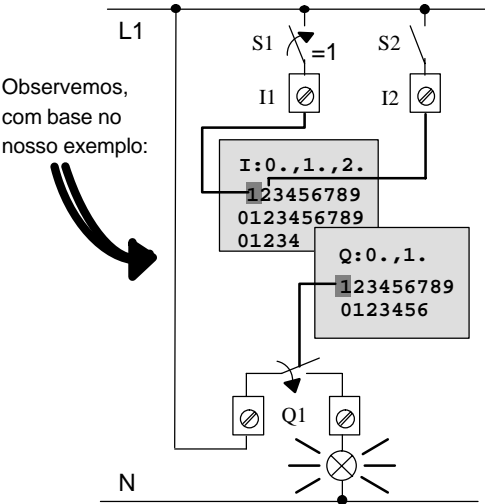 L1
S1
=1
S2
Observemos,
com base no
nosso exemplo:
I1
I2
I:0.,1.,2.
123456789
0123456789
01234
Q:0.,1.
123456789
0123456
Q1
N